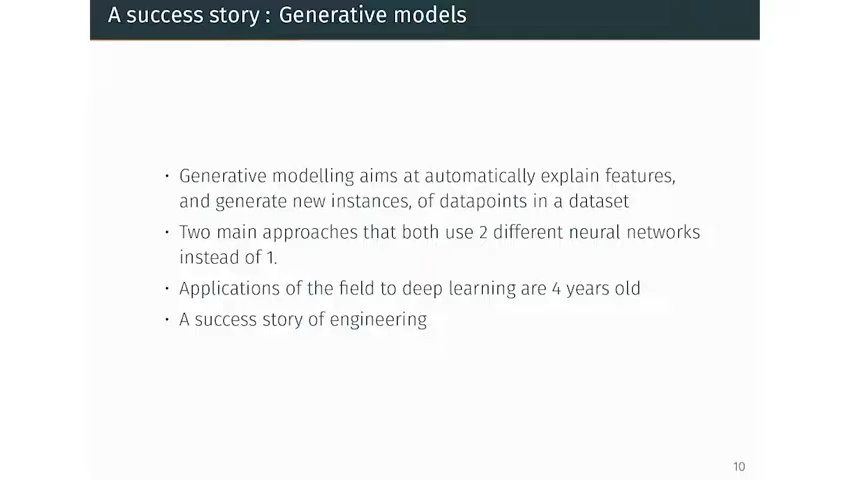 A success story : Generative models
· Generative modelling aims at automatically explain features,
and generate new instances, of datapoints in a dataset
· Two main approaches that both use 2 different neural networks
instead of 1.
· Applications of the field to deep learning are 4 years old
· A success story of engineering
10